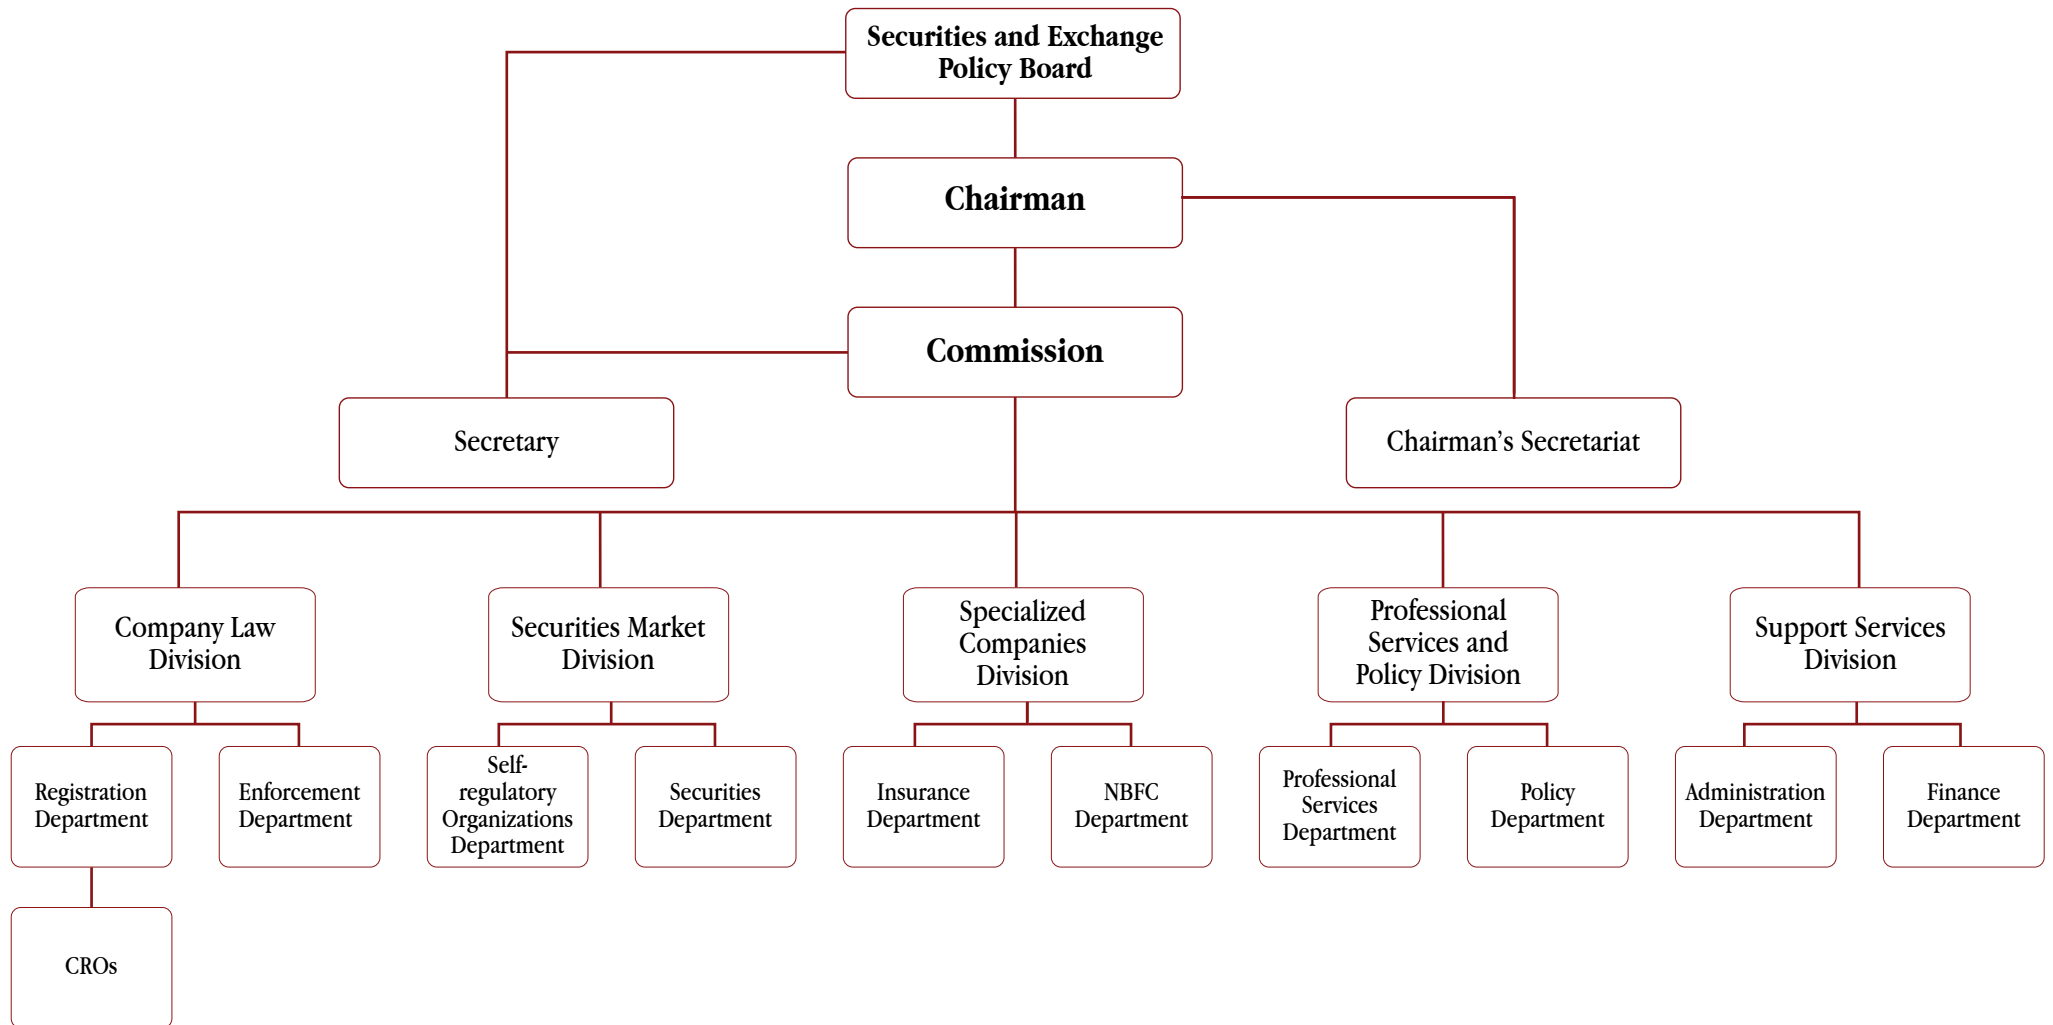 Securities and Exchange
Policy Board
Chairman
Commission
Secretary
Chairman’s Secretariat
Company Law
Division
Securities Market
Division
Specialized
Companies
Division
Professional
Services and
Policy Division
Support Services
Division
Registration
Department
Enforcement
Department
Self-
regulatory
Organizations
Department
Securities
Department
Insurance
Department
NBFC
Department
Professional
Services
Department
Policy
Department
Administration
Department
Finance
Department
CROs